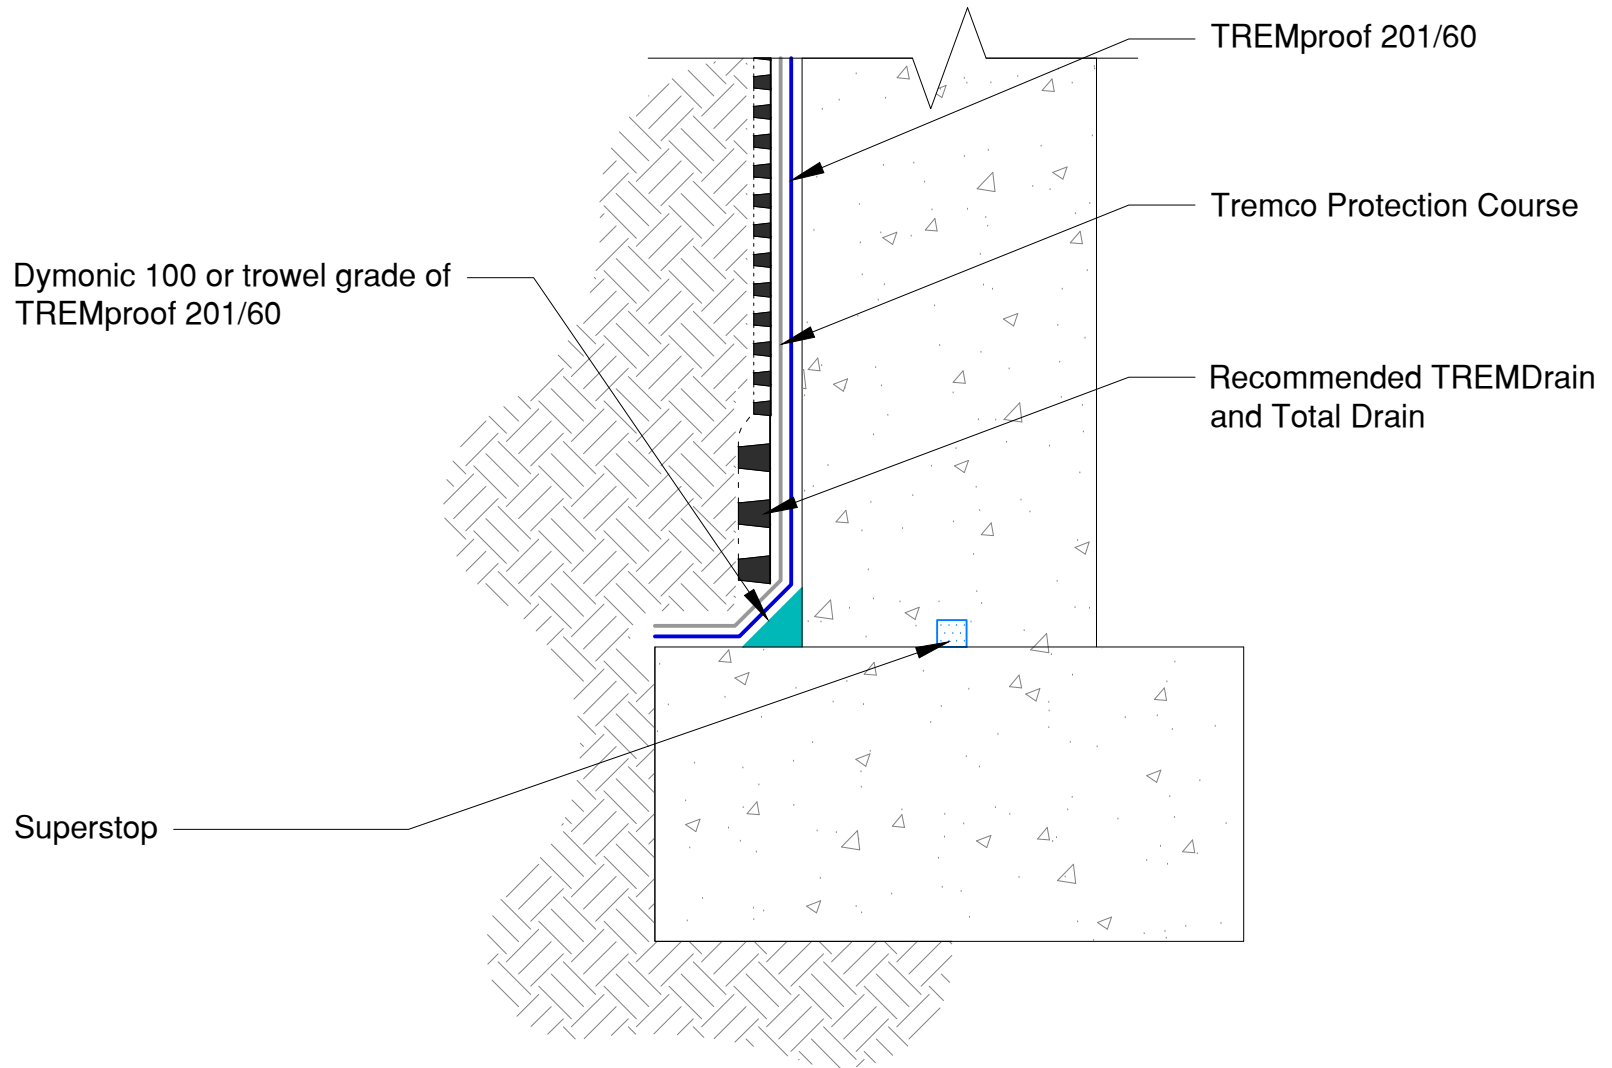 TREMproof 201/60
Tremco Protection Course
Dymonic 100 or trowel grade of
TREMproof 201/60
Recommended TREMDrain
and Total Drain
Superstop